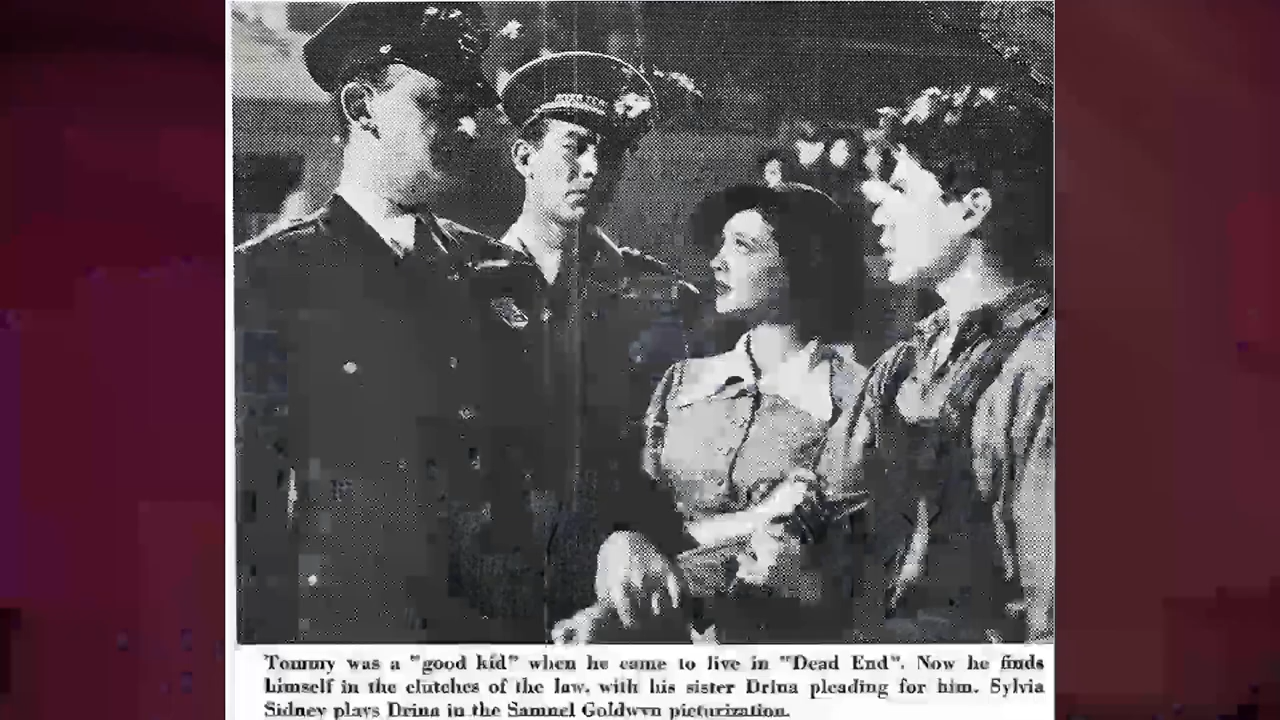 Tommy was a "good kid" when he came to live in "Dead End". Now he finds
himself in the clutches of the law, with his sister Drina pleading for him. Sylvia
Sidney plays Drina in the Samuel Goldwyn picturization.